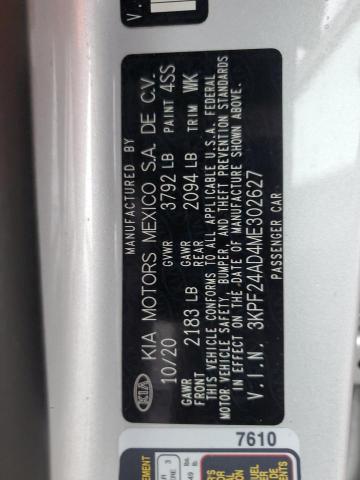 MANUFACTURED BY
KIA KIA MOTORS MEXICO S.A. DE C.V.
10/20 GVWR 3792 LB PAINT 4SS
GAWR FRONT 2183 LB GAWR REAR 2094 LB TRIM WK
THIS VEHICLE CONFORMS TO ALL APPLICABLE U.S.A. FEDERAL
MOTOR VEHICLE SAFETY, BUMPER, AND THEFT PREVENTION STANDARDS
IN EFFECT ON THE DATE OF MANUFACTURE SHOWN ABOVE.
V.I.N. 3KPF24AD4ME302627
PASSENGER CAR
7610